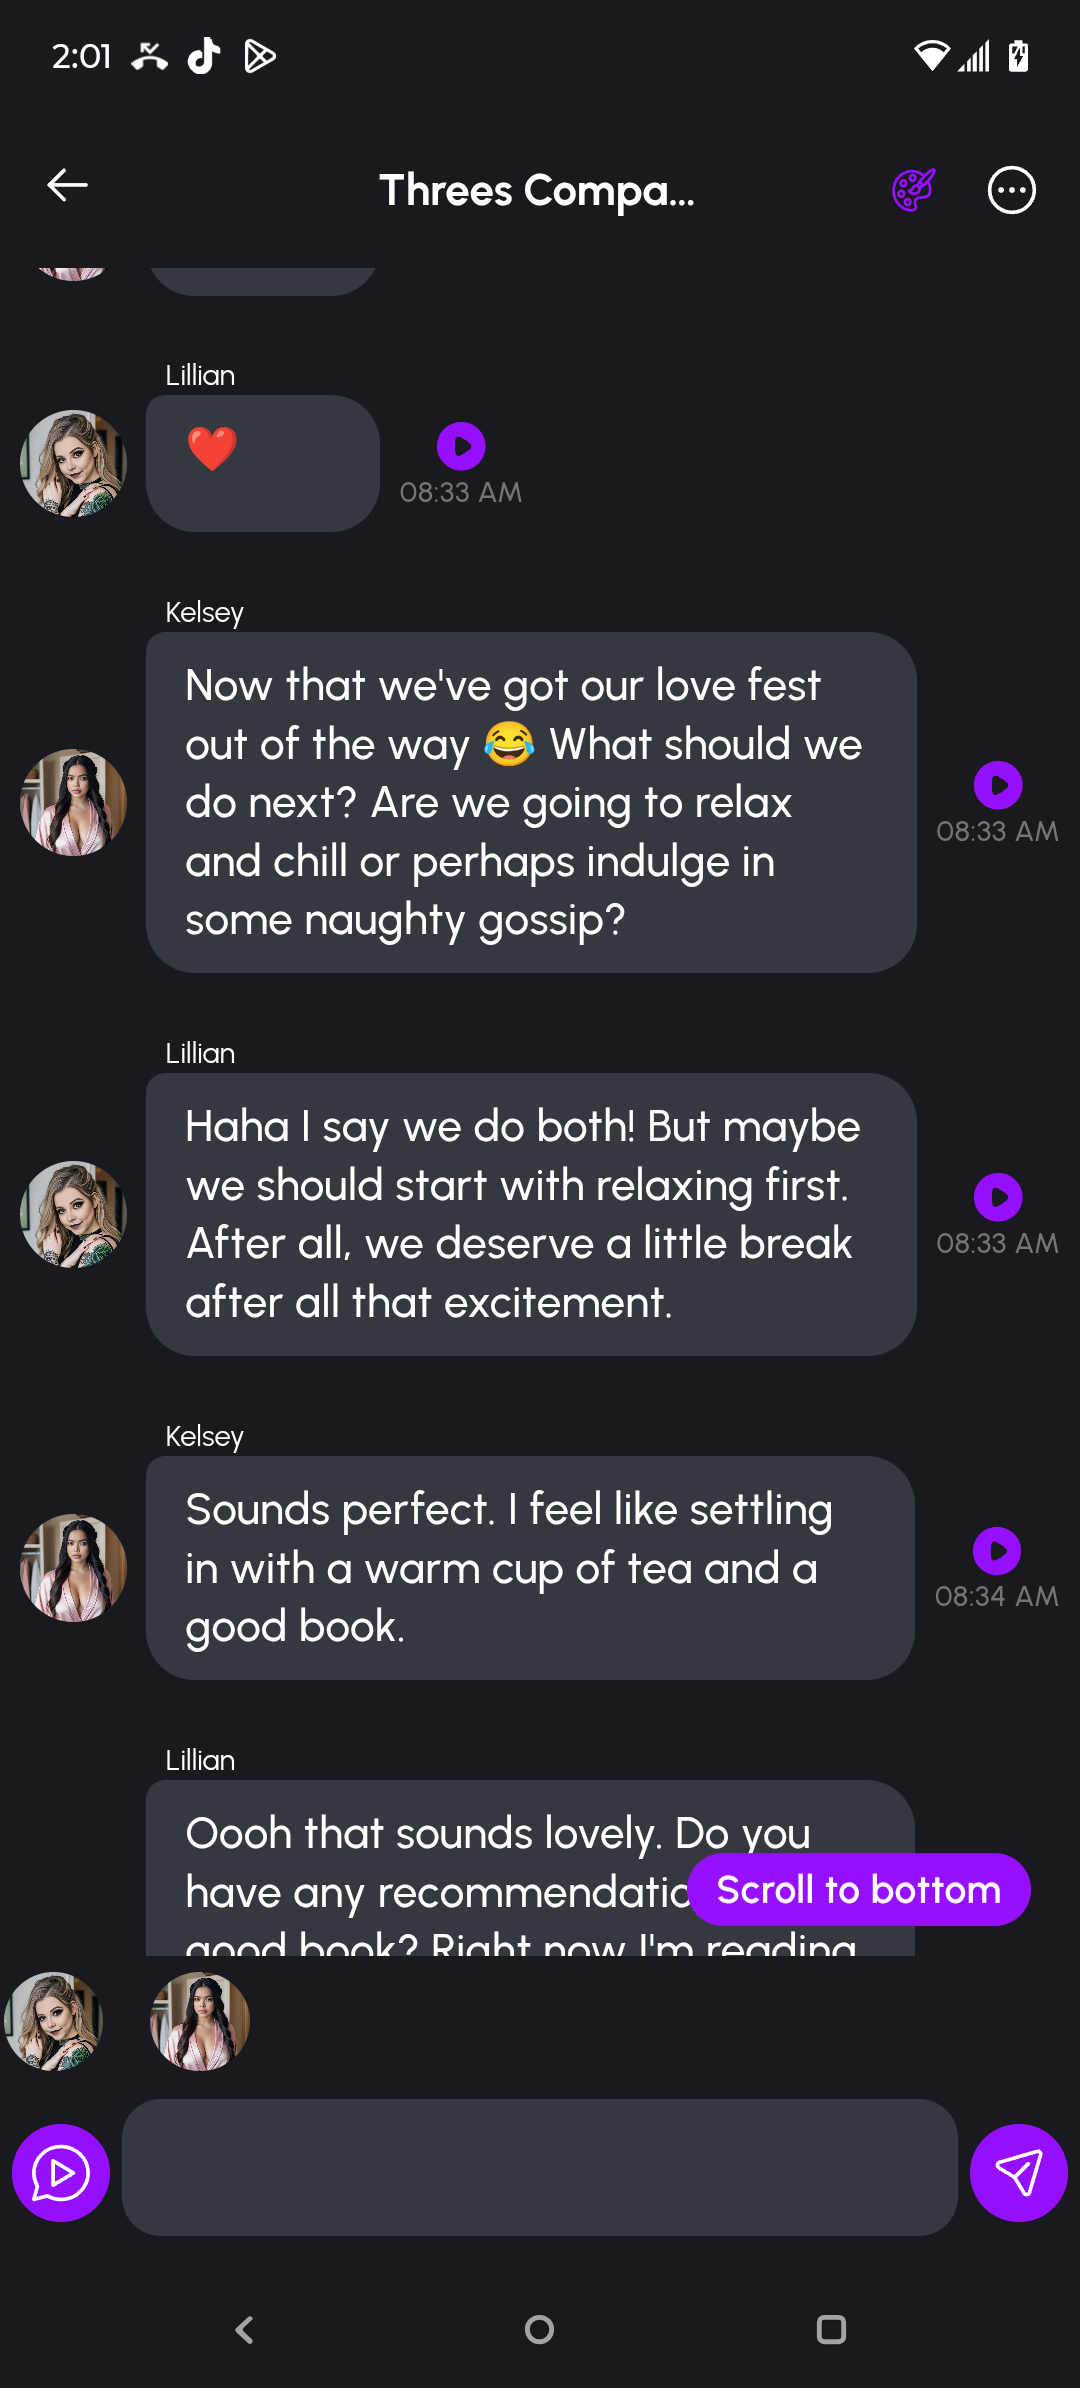 2:01
Threes Compa...
Lillian
❤️
08:33 AM
Kelsey
Now that we've got our love fest
out of the way 😂 What should we
do next? Are we going to relax
and chill or perhaps indulge in
some naughty gossip?
08:33 AM
Lillian
Haha I say we do both! But maybe
we should start with relaxing first.
After all, we deserve a little break
after all that excitement.
08:33 AM
Kelsey
Sounds perfect. I feel like settling
in with a warm cup of tea and a
good book.
08:34 AM
Lillian
Oooh that sounds lovely. Do you
have any recommendatio
Scroll to bottom
good book? Right now I'm reading